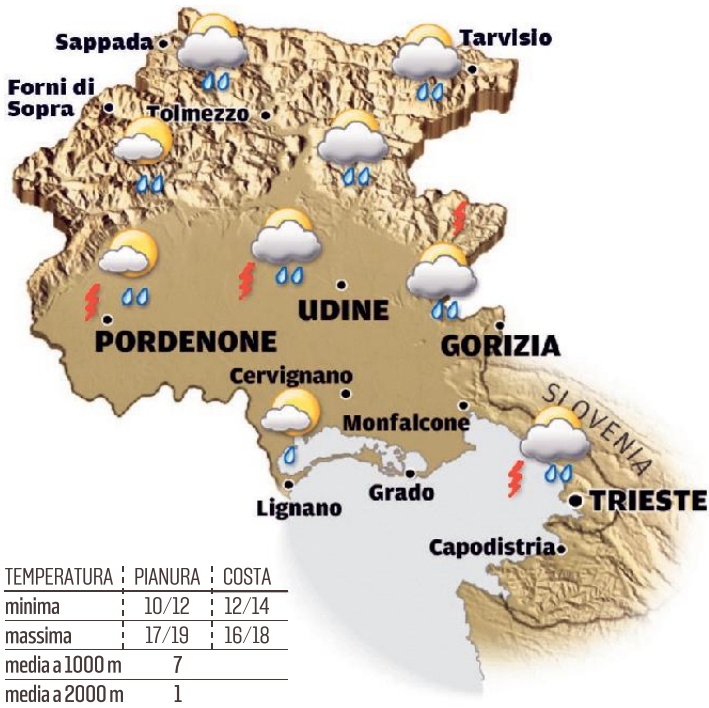 Sappada
Tarvisio
Forni di
Sopra
Tolmezzo
UDINE
PORDENONE
GORIZIA
Cervignano
SLOVENIA
Monfalcone
Grado
Lignano
TRIESTE
Capodistria
TEMPERATURA PIANURA COSTA
minima 10/12 12/14
massima 17/19 16/18
media a 1000 m 7
media a 2000 m 1